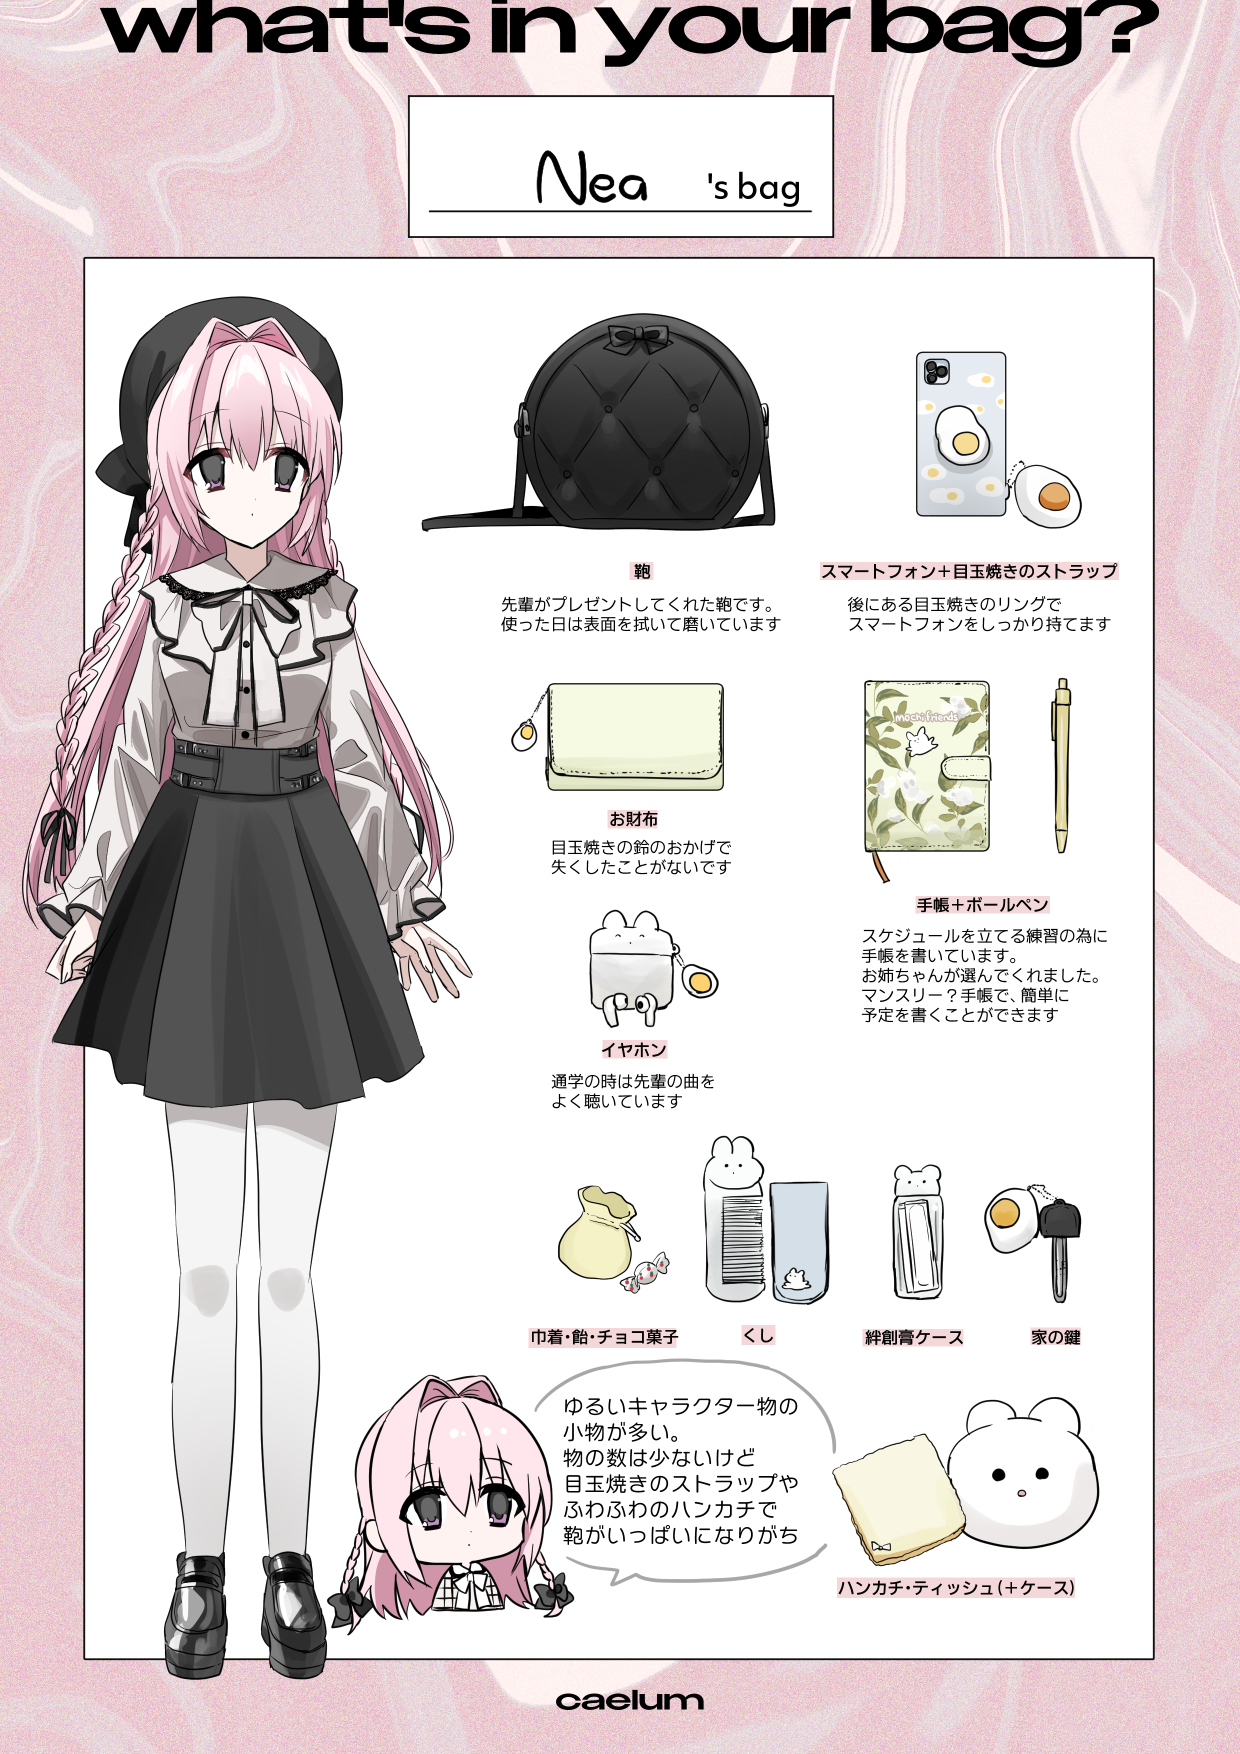 what's in your bag?
Nea 's bag
鞄
先輩がプレゼントしてくれた鞄です。
使った日は表面を拭いて磨いています
スマートフォン＋目玉焼きのストラップ
後にある目玉焼きのリングで
スマートフォンをしっかり持てます
お財布
目玉焼きの鈴のおかげで
失くしたことがないです
mochifriends
手帳＋ボールペン
スケジュールを立てる練習の為に
手帳を書いています。
お姉ちゃんが選んでくれました。
マンスリー？手帳で、簡単に
予定を書くことができます
イヤホン
通学の時は先輩の曲を
よく聴いています
巾着・飴・チョコ菓子
くし
絆創膏ケース
家の鍵
ゆるいキャラクター物の
小物が多い。
物の数は少ないけど
目玉焼きのストラップや
ふわふわのハンカチで
鞄がいっぱいになりがち
ハンカチ・ティッシュ（＋ケース）
caelum